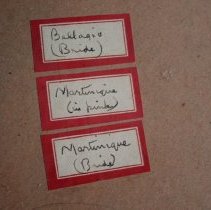 Bellagio
(Bride)
Martinique
(in pink)
Martinique
(Bride)